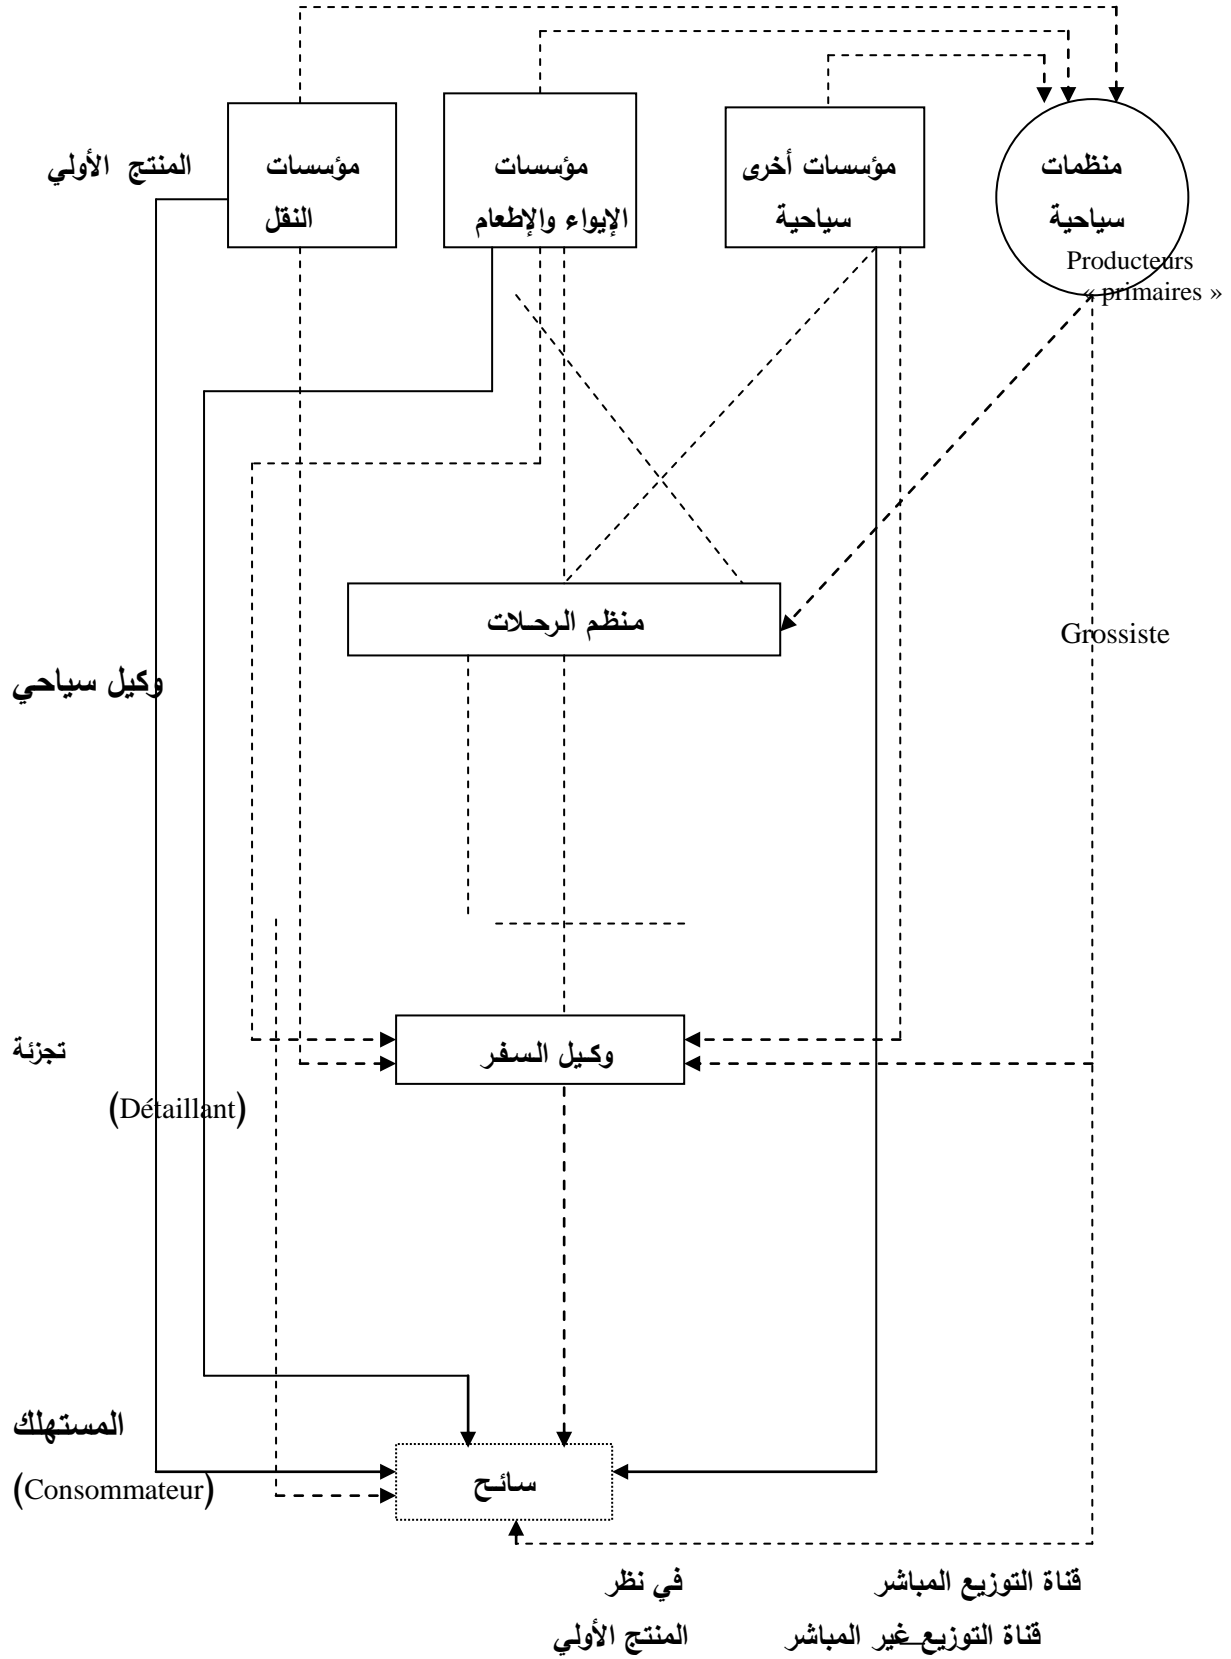 منظمات
سياحية
مؤسسات أخرى
سياحية
مؤسسات
الإيواء والإطعام
مؤسسات
النقل
المنتج الأولي
Producteurs
« primaires »
منظم الرحلات
Grossiste
وكيل سياحي
وكيل السفر
تجزئة
(Détaillant)
المستهلك
(Consommateur)
سائح
قناة التوزيع المباشر
في نظر
قناة التوزيع غير المباشر
المنتج الأولي